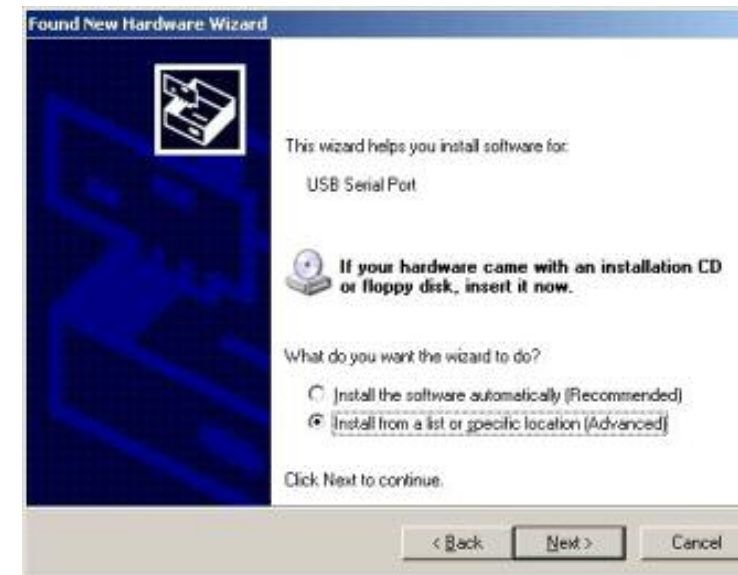 Found New Hardware Wizard
This wizard helps you install software for:
USB Serial Port
If your hardware came with an installation CD
or floppy disk, insert it now.
What do you want the wizard to do?
Install the software automatically (Recommended)
Install from a list or specific location (Advanced)
Click Next to continue.
< Back
Next >
Cancel